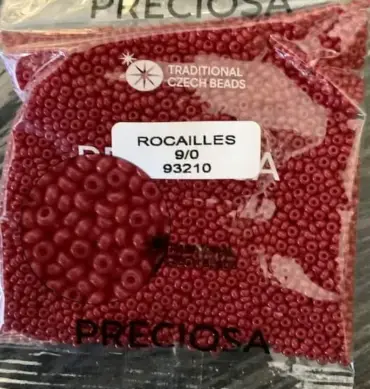 PRECIOSA
TRADITIONAL
CZECH BEADS
ROCAILLES
9/0
93210
PRECIOSA